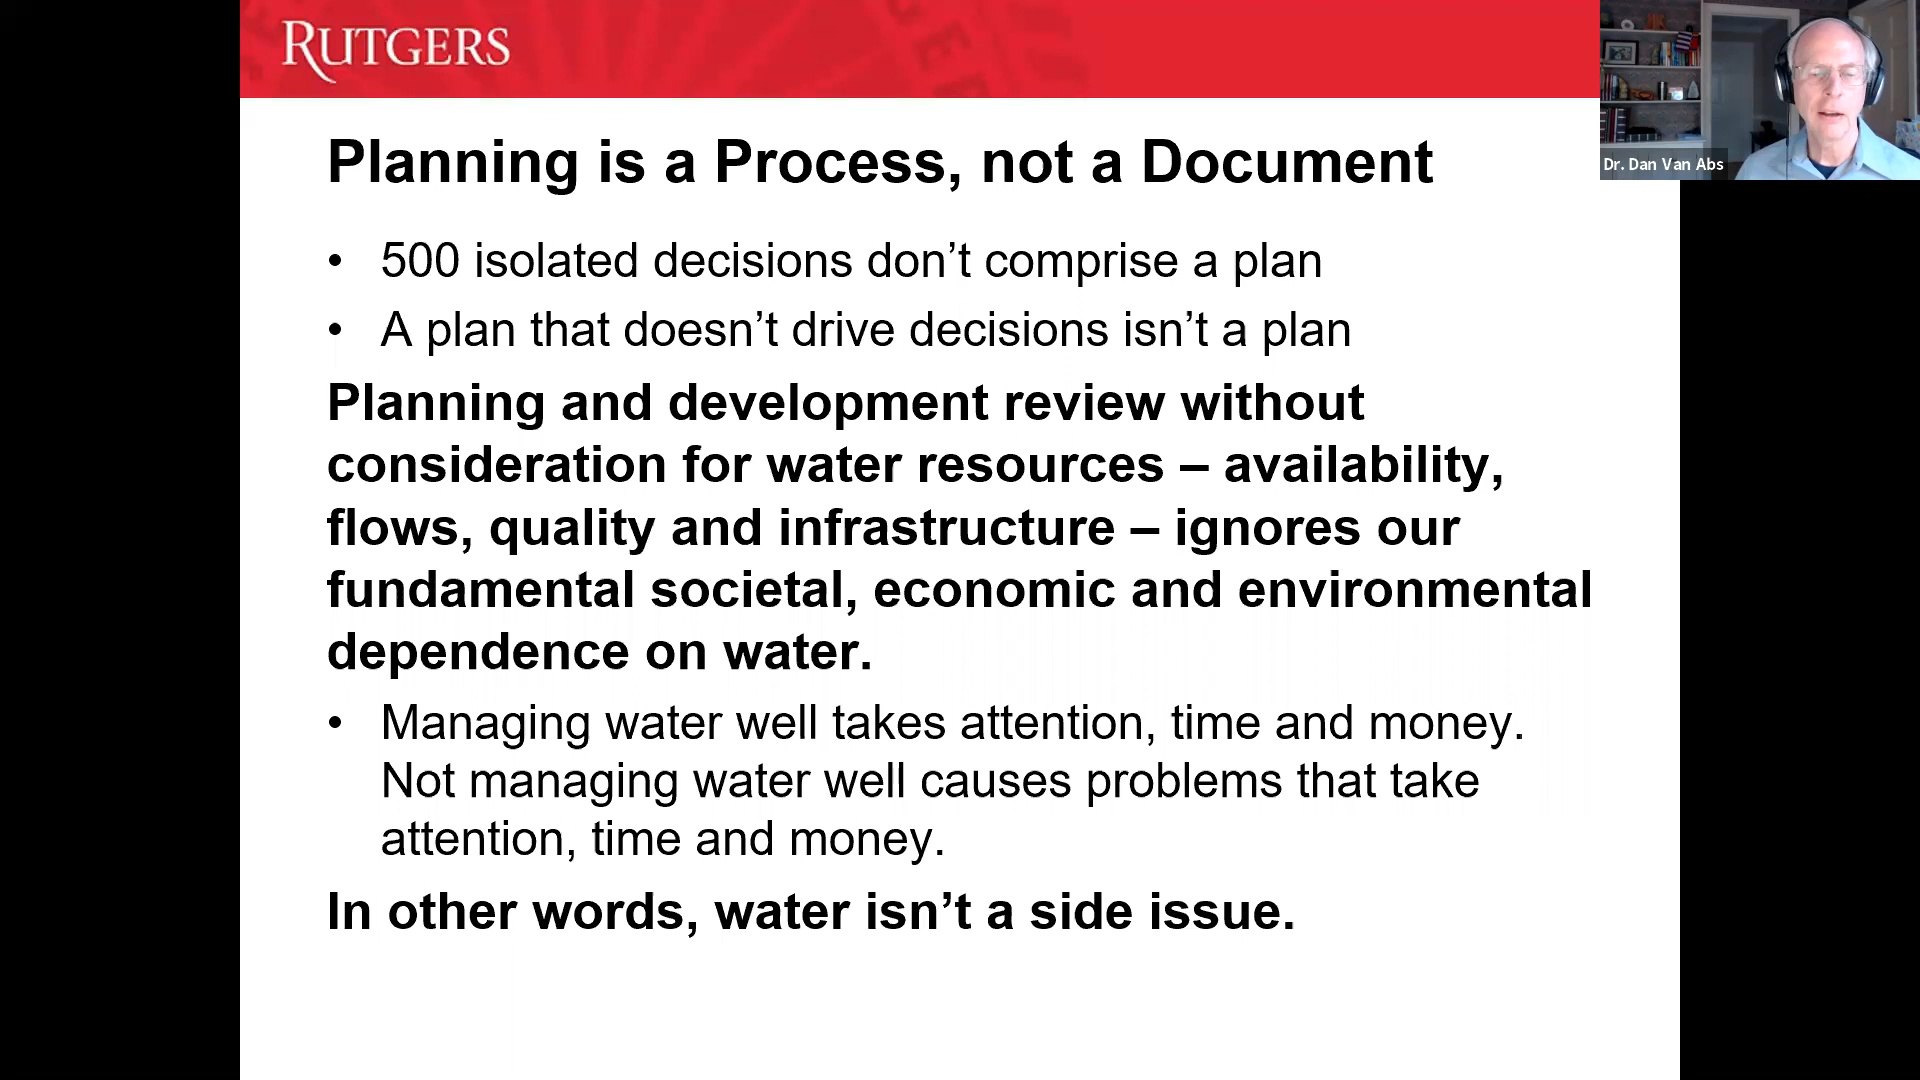 RUTGERS
Dr. Dan Van Abs
Planning is a Process, not a Document
• 500 isolated decisions don’t comprise a plan
• A plan that doesn’t drive decisions isn’t a plan
Planning and development review without
consideration for water resources – availability,
flows, quality and infrastructure – ignores our
fundamental societal, economic and environmental
dependence on water.
• Managing water well takes attention, time and money.
Not managing water well causes problems that take
attention, time and money.
In other words, water isn’t a side issue.